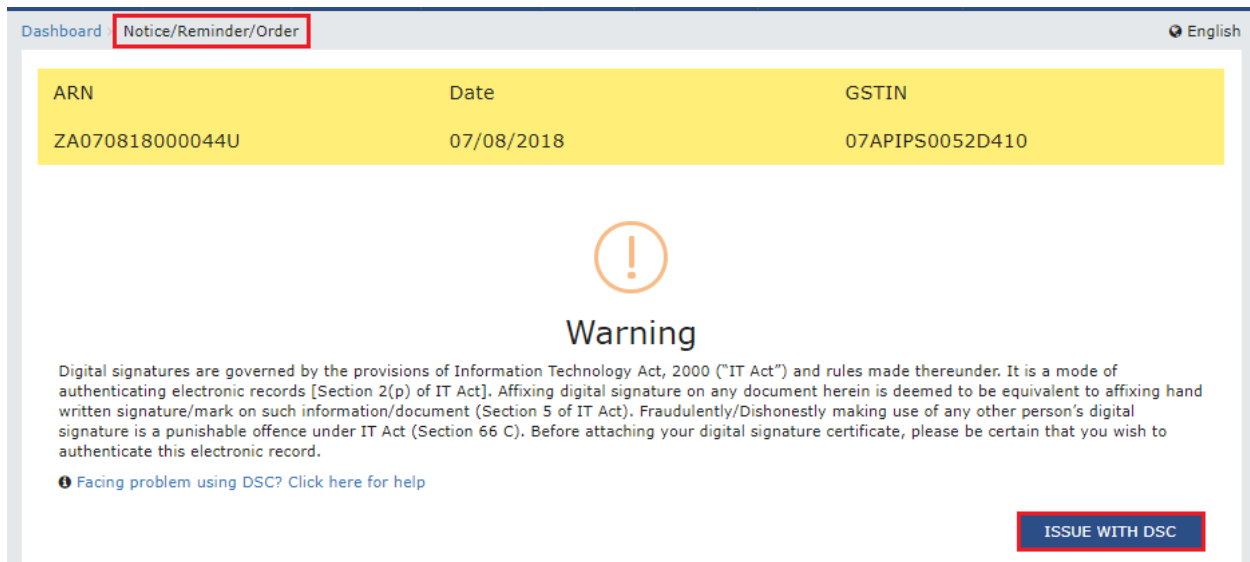 Dashboard › Notice/Reminder/Order English
ARN Date GSTIN
ZA070818000044U 07/08/2018 07APIPS0052D410
Warning
Digital signatures are governed by the provisions of Information Technology Act, 2000 (“IT Act”) and rules made thereunder. It is a mode of
authenticating electronic records [Section 2(p) of IT Act]. Affixing digital signature on any document herein is deemed to be equivalent to affixing hand
written signature/mark on such information/document (Section 5 of IT Act). Fraudulently/Dishonestly making use of any other person’s digital
signature is a punishable offence under IT Act (Section 66 C). Before attaching your digital signature certificate, please be certain that you wish to
authenticate this electronic record.
Facing problem using DSC? Click here for help
ISSUE WITH DSC